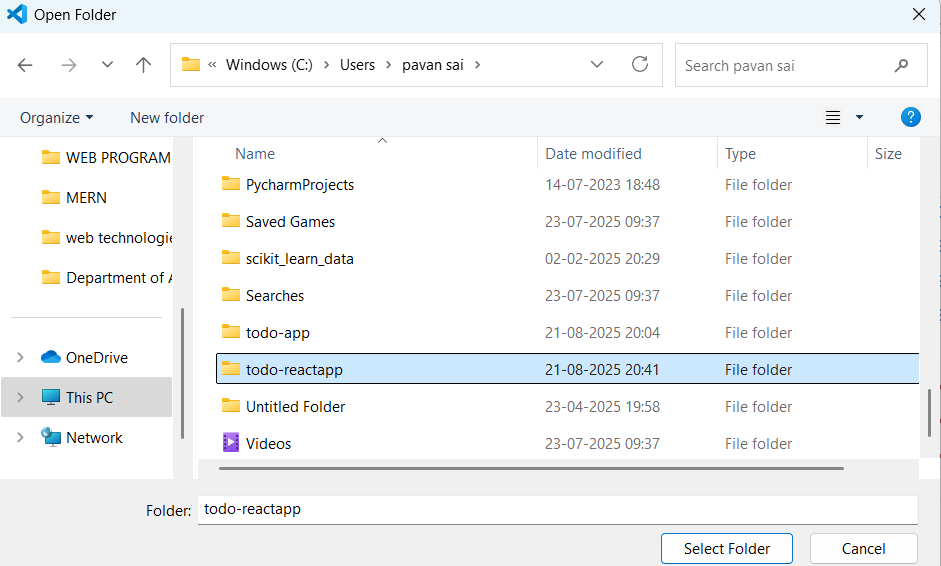 Open Folder
« Windows (C:) > Users > pavan sai >
Search pavan sai
Organize
New folder
Name Date modified Type Size
WEB PROGRAM
MERN
web technologie
Department of A
OneDrive
This PC
Network
PycharmProjects 14-07-2023 18:48 File folder
Saved Games 23-07-2025 09:37 File folder
scikit_learn_data 02-02-2025 20:29 File folder
Searches 23-07-2025 09:37 File folder
todo-app 21-08-2025 20:04 File folder
todo-reactapp 21-08-2025 20:41 File folder
Untitled Folder 23-04-2025 19:58 File folder
Videos 23-07-2025 09:37 File folder
Folder: todo-reactapp
Select Folder
Cancel